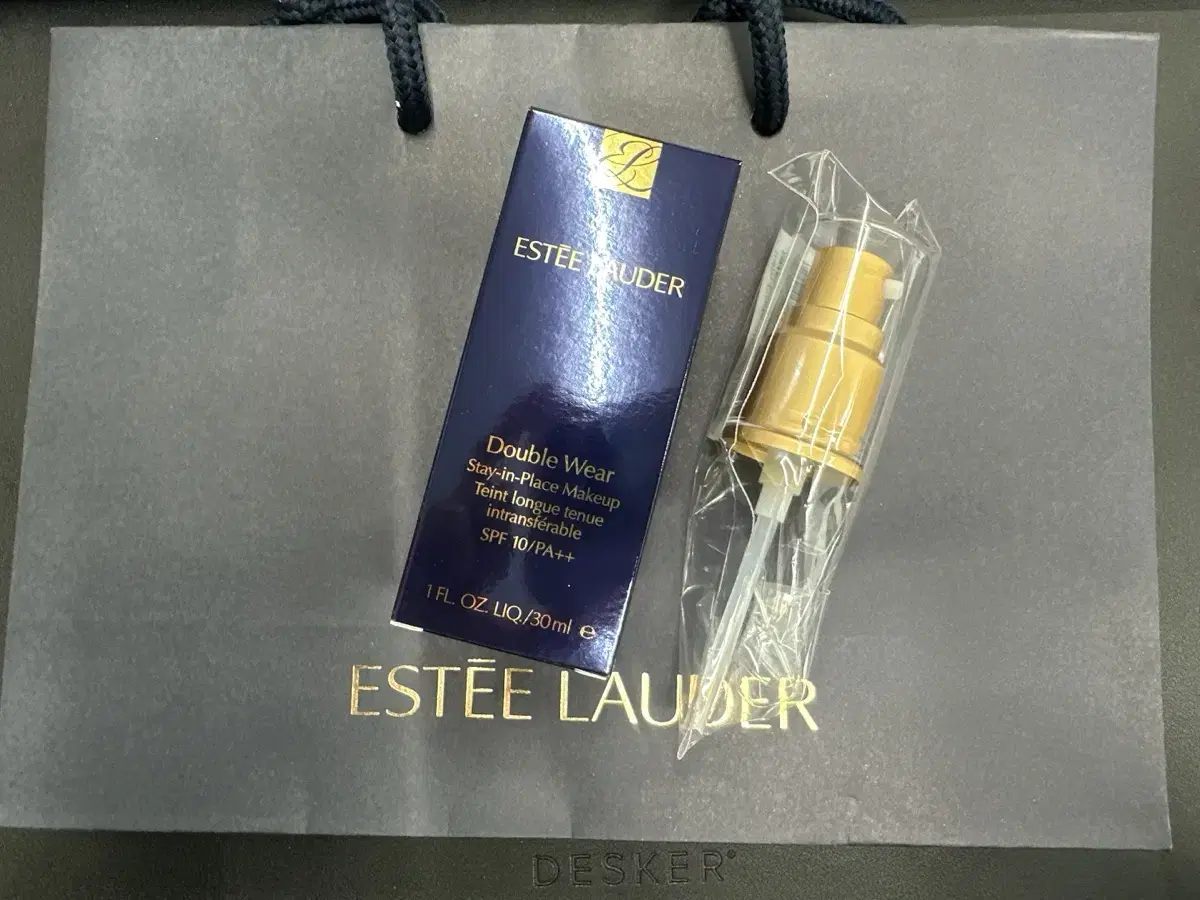 ESTĒE LAUDER
Double Wear
Stay-in-Place Makeup
Teint longue tenue
intransférable
SPF 10/PA++
1 FL. OZ. LIQ./30 ml e
ESTĒE LAUDER
DESKER